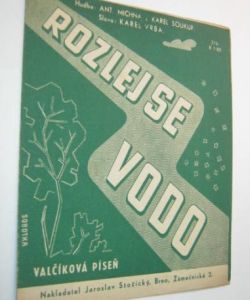 Hudba: ANT. MICHNA a KAREL SOUKUP
Slova: KAREL VRBA.
ROZLEJ SE
VODO
SOBOTKA
VALČÍKOVÁ PÍSEŇ
Nakladatel Jaroslav Stožický, Brno, Zámečnická 2.